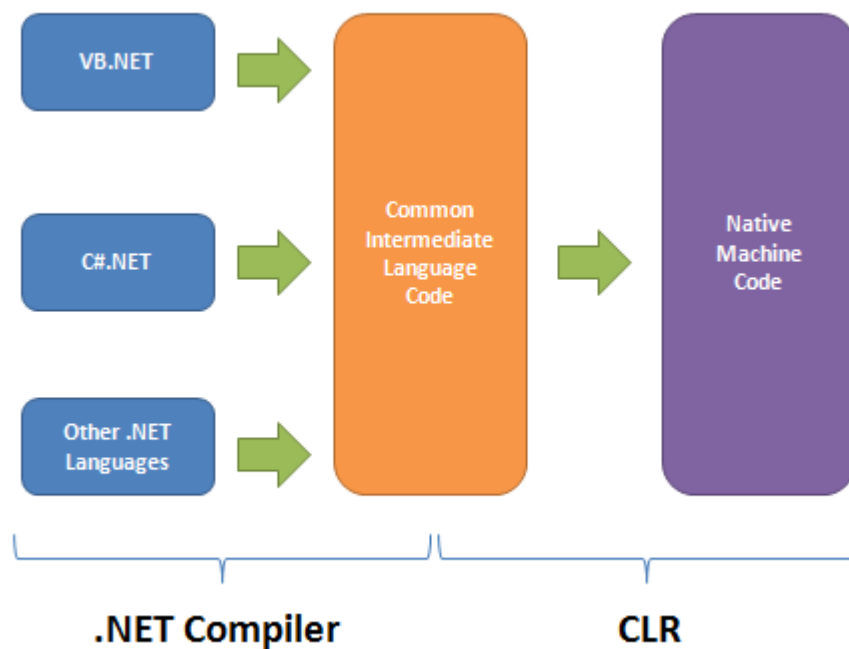 VB.NET
C#.NET
Other .NET
Languages
Common
Intermediate
Language
Code
Native
Machine
Code
.NET Compiler
CLR